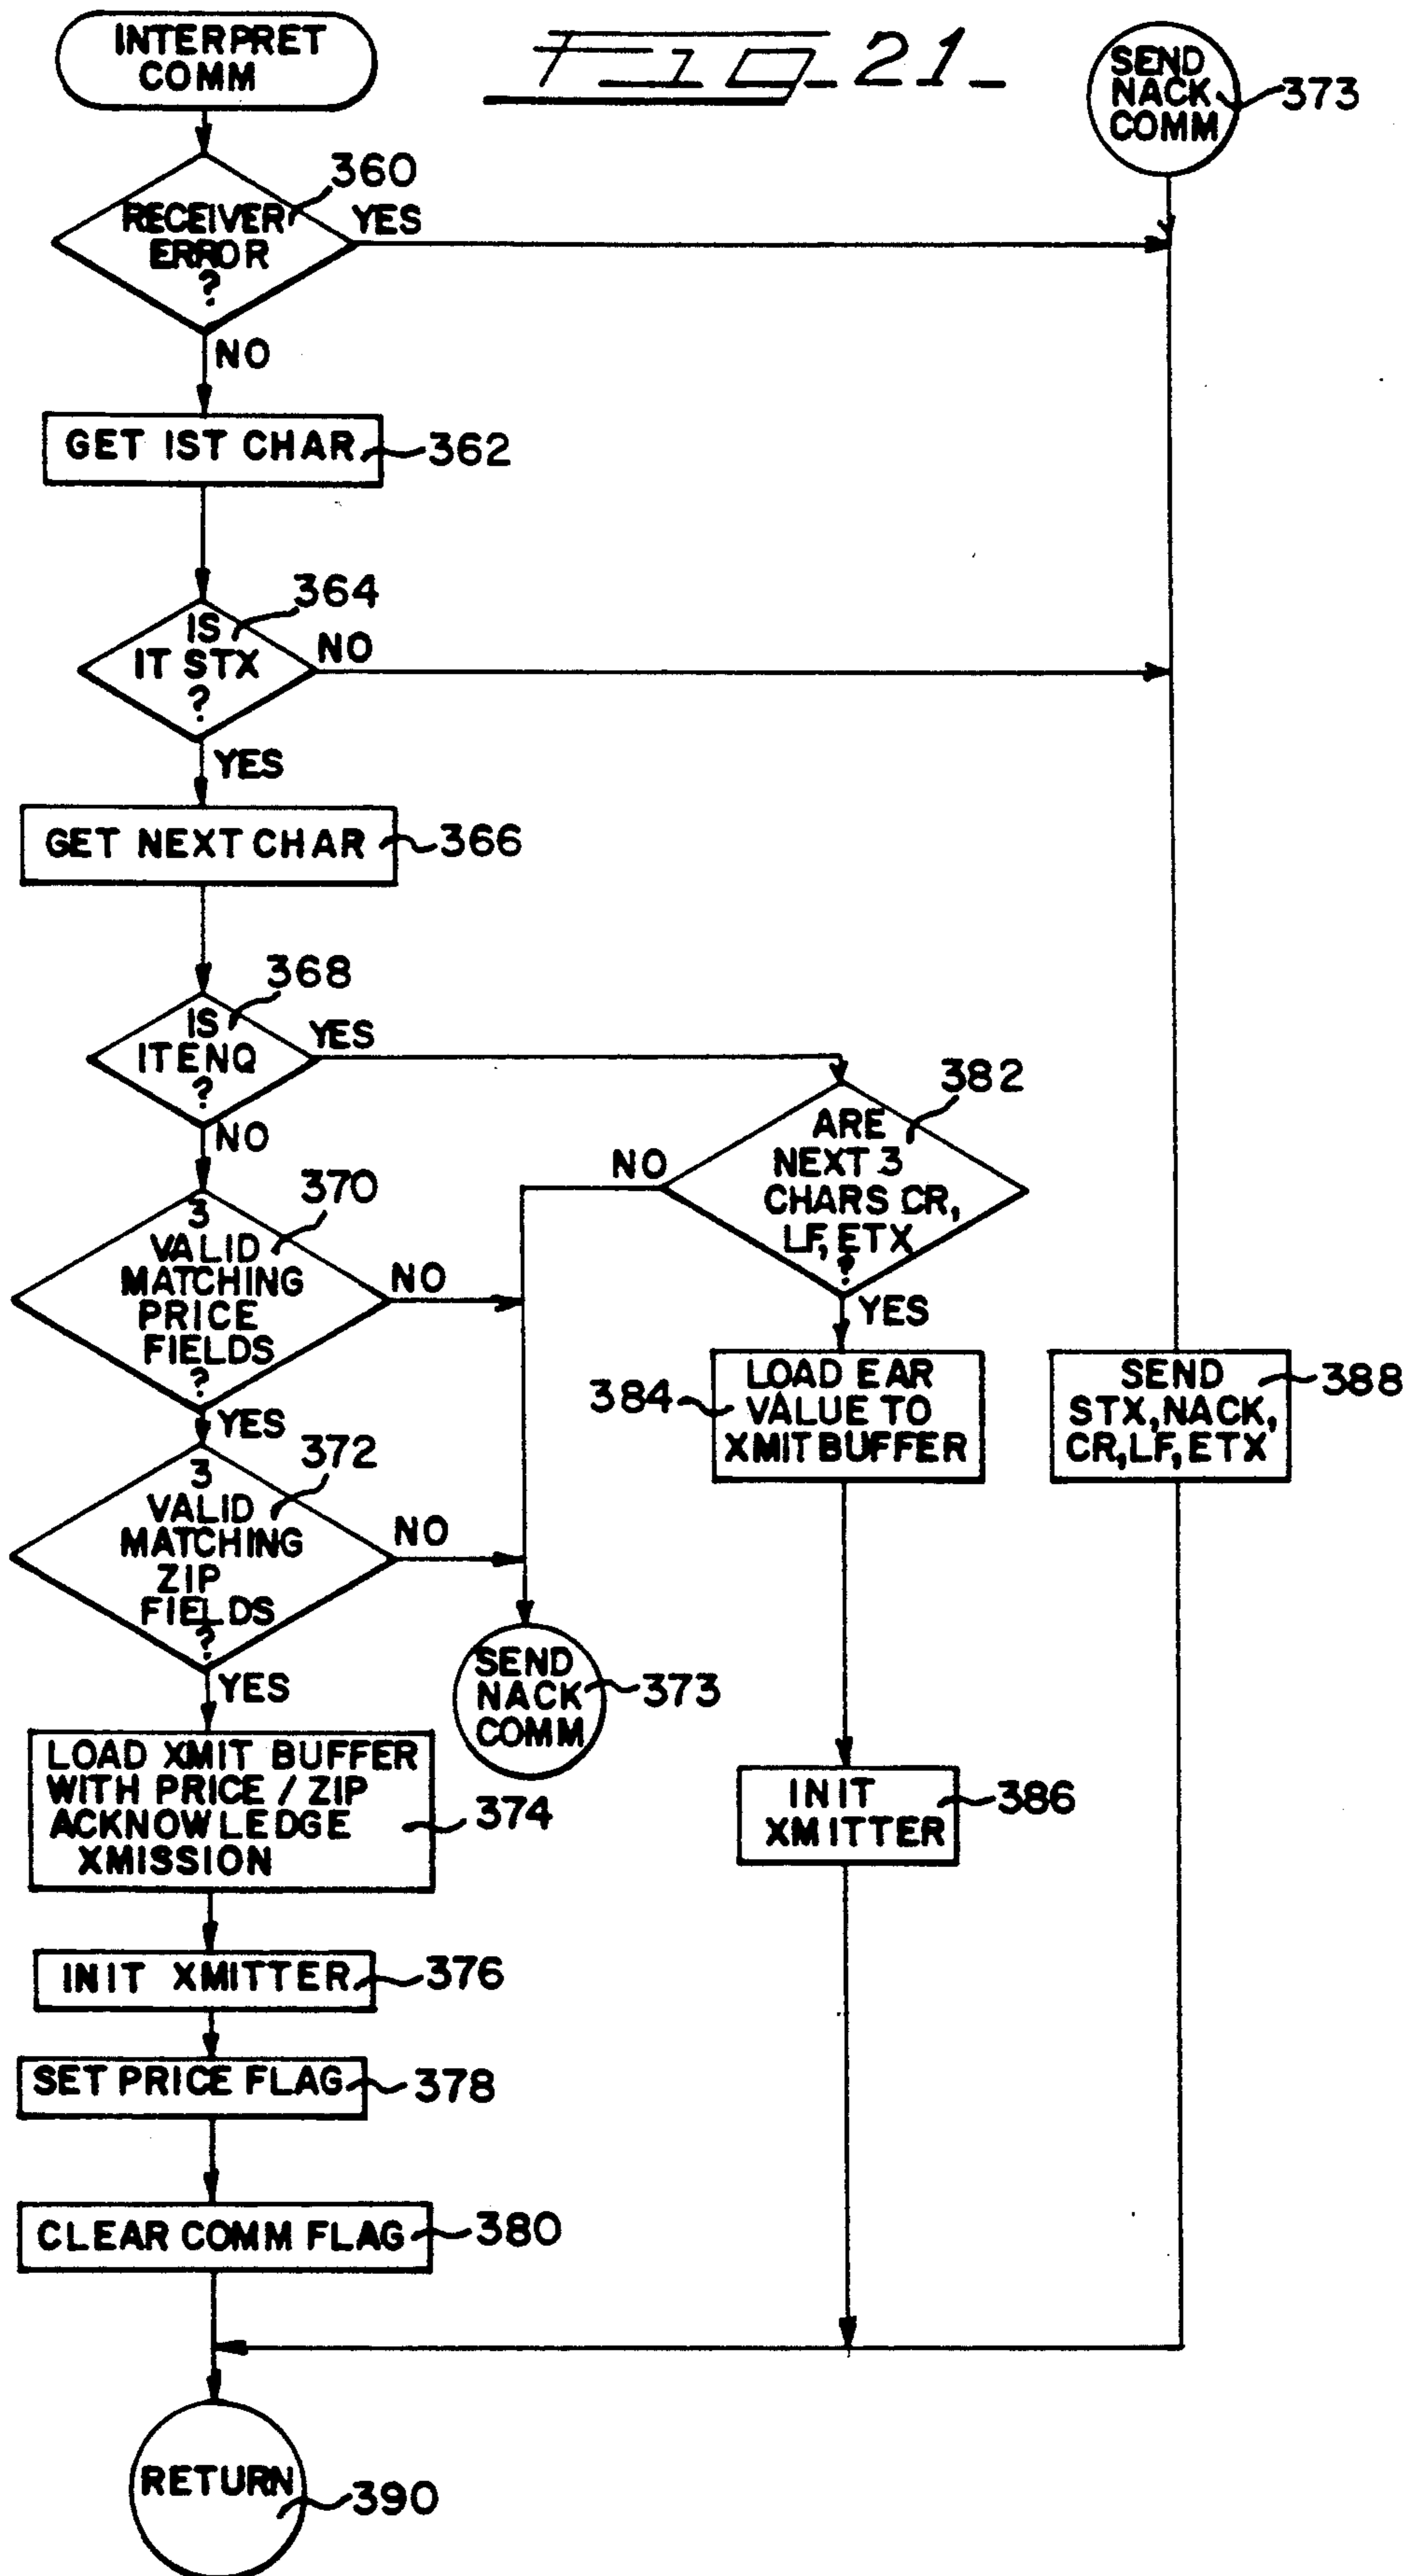 INTERPRET
COMM
Fig_21_
SEND
NACK
COMM
373
360
RECEIVER
ERROR
?
YES
NO
GET 1ST CHAR
362
364
IS
IT STX
?
NO
YES
GET NEXT CHAR
366
368
IS
IT ENQ
?
YES
NO
382
ARE
NEXT 3
CHARS CR,
LF, ETX
?
NO
YES
370
3
VALID
MATCHING
PRICE
FIELDS
?
NO
YES
384
LOAD EAR
VALUE TO
XMIT BUFFER
SEND
STX, NACK,
CR, LF, ETX
388
372
3
VALID
MATCHING
ZIP
FIELDS
?
NO
YES
SEND
NACK
COMM
373
LOAD XMIT BUFFER
WITH PRICE / ZIP
ACKNOWLEDGE
XMISSION
374
INIT
XMITTER
386
INIT XMITTER
376
SET PRICE FLAG
378
CLEAR COMM FLAG
380
RETURN
390